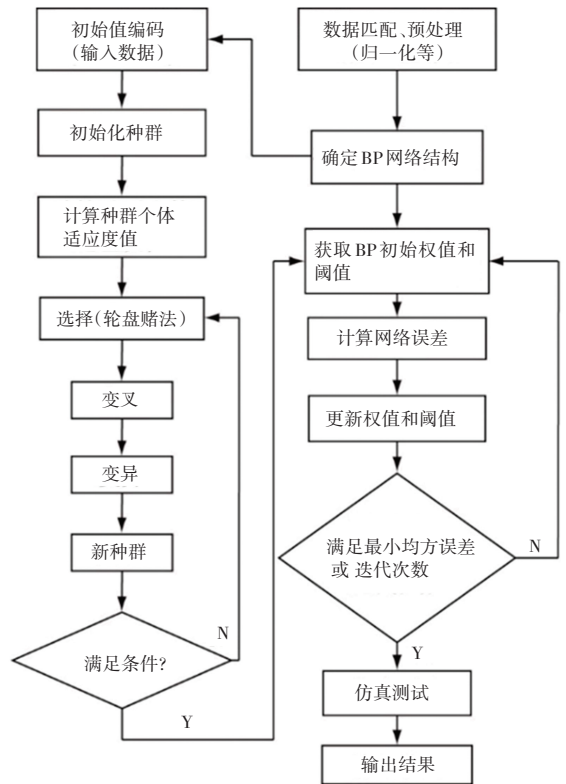 初始值编码
(输入数据)
初始化种群
计算种群个体
适应度值
选择(轮盘赌法)
变叉
变异
新种群
满足条件?
N
Y
数据匹配、预处理
(归一化等)
确定BP网络结构
获取BP初始权值和
阈值
计算网络误差
更新权值和阈值
满足最小均方误差
或 迭代次数
N
Y
仿真测试
输出结果